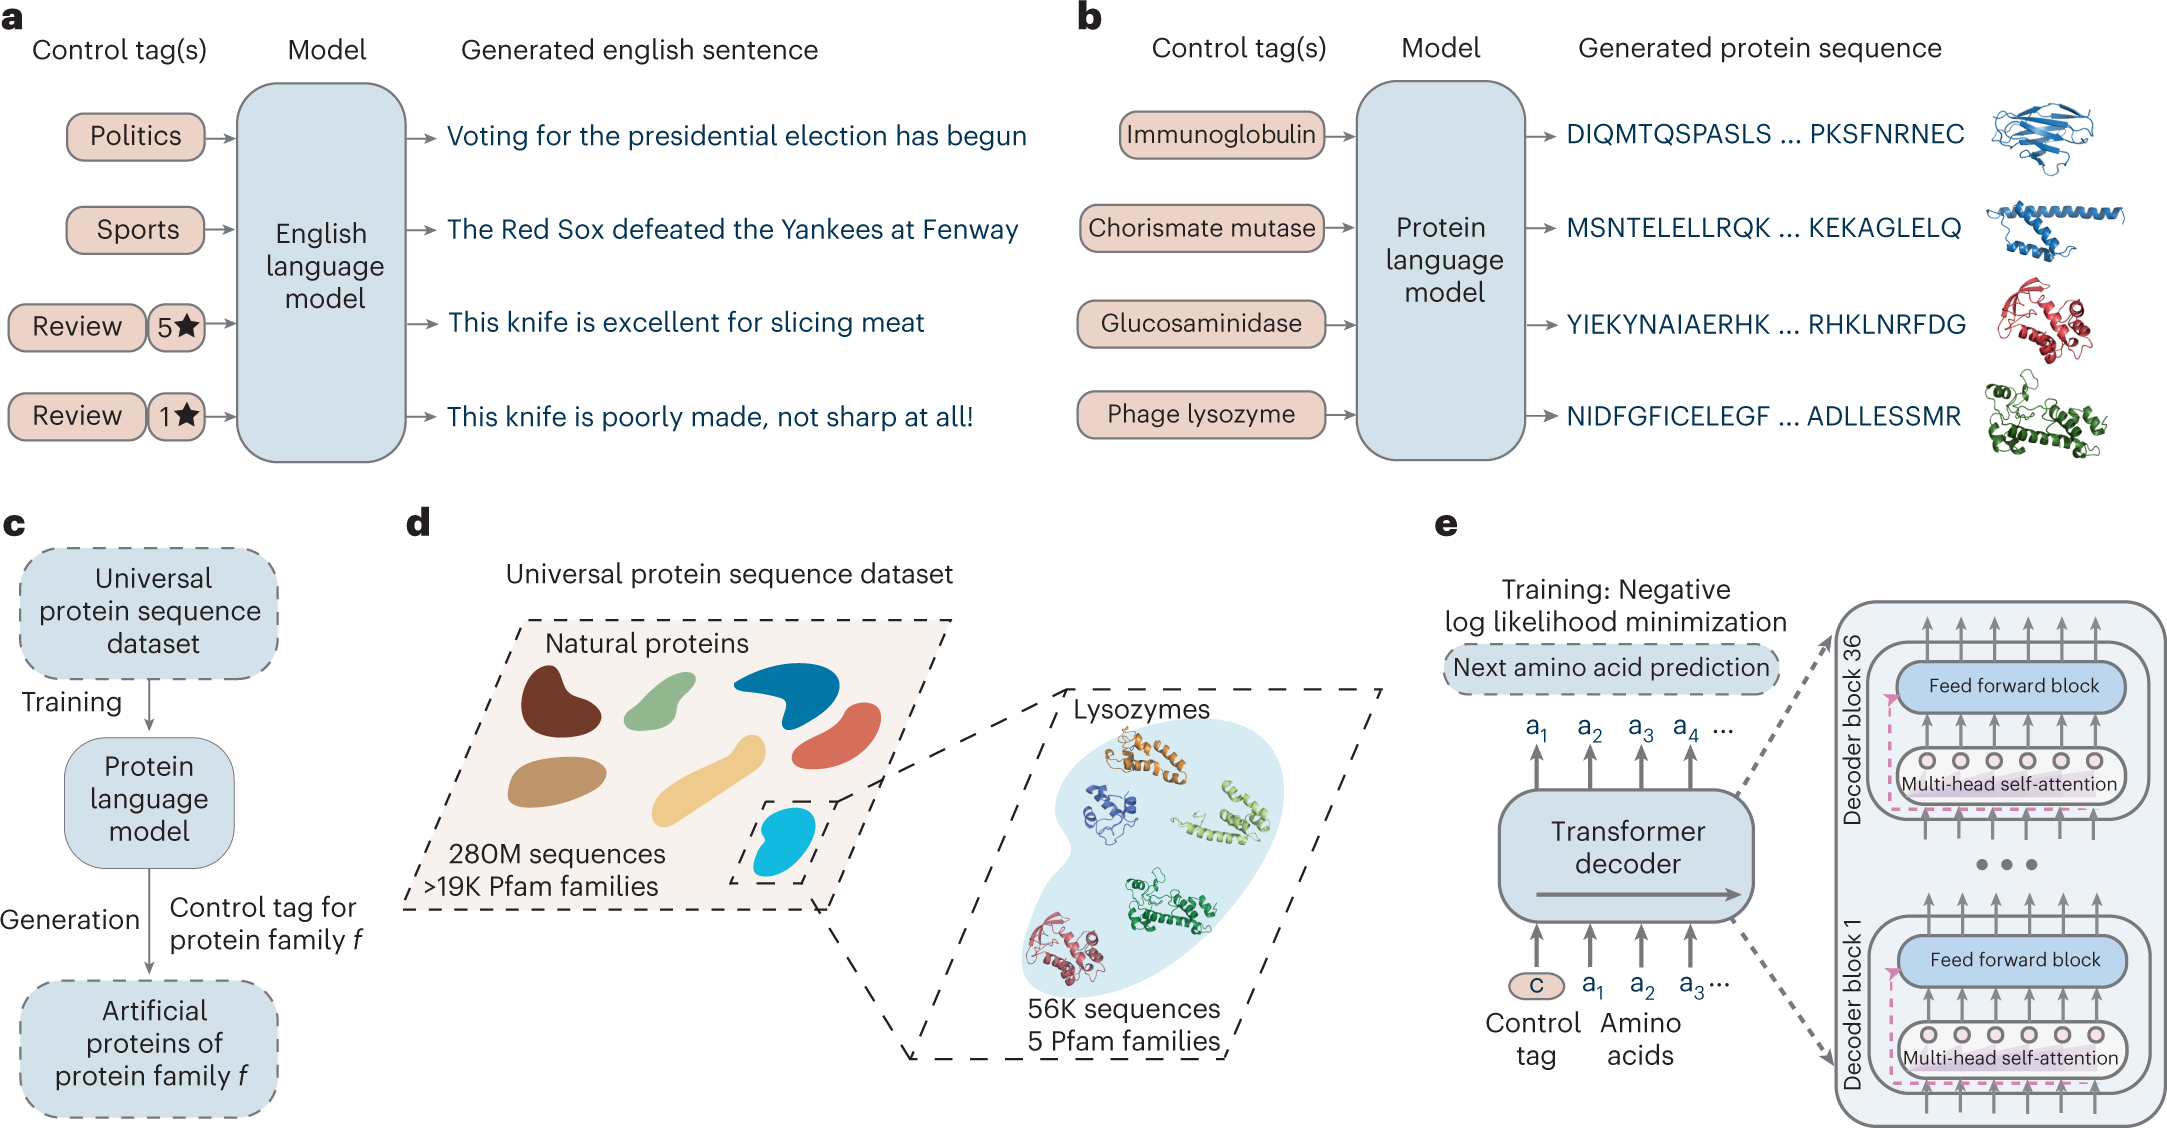 a
Control tag(s) Model Generated english sentence
Politics Voting for the presidential election has begun
Sports The Red Sox defeated the Yankees at Fenway
English
language
model
Review 5★ This knife is excellent for slicing meat
Review 1★ This knife is poorly made, not sharp at all!
b
Control tag(s) Model Generated protein sequence
Immunoglobulin DIQMTQSPASLS ... PKSFNRNEC
Chorismate mutase MSNTELELLRQK ... KEKAGLELQ
Protein
language
model
Glucosaminidase YIEKYNAIAERHK ... RHKLNRFDG
Phage lysozyme NIDFGFICELEGF ... ADLLESSMR
c
Universal
protein sequence
dataset
Training
Protein
language
model
Generation
Control tag for
protein family f
Artificial
proteins of
protein family f
d
Universal protein sequence dataset
Natural proteins
280M sequences
>19K Pfam families
Lysozymes
56K sequences
5 Pfam families
e
Training: Negative
log likelihood minimization
Next amino acid prediction
a1 a2 a3 a4 ...
Transformer
decoder
c a1 a2 a3 ...
Control
tag
Amino
acids
Decoder block 36
Feed forward block
Multi-head self-attention
Decoder block 1
Feed forward block
Multi-head self-attention